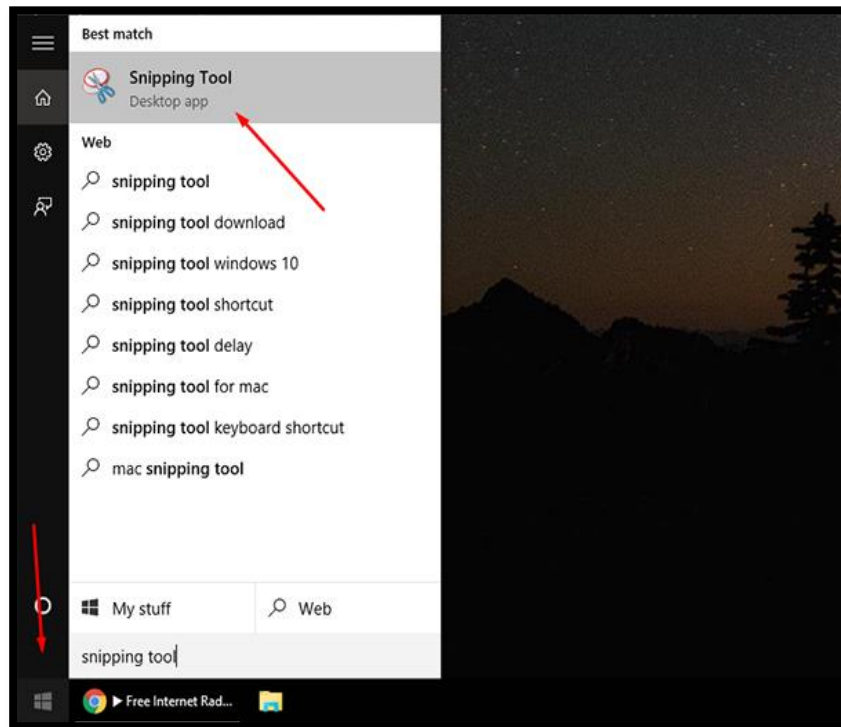 Best match
Snipping Tool
Desktop app
Web
snipping tool
snipping tool download
snipping tool windows 10
snipping tool shortcut
snipping tool delay
snipping tool for mac
snipping tool keyboard shortcut
mac snipping tool
My stuff Web
snipping tool
Free Internet Rad...